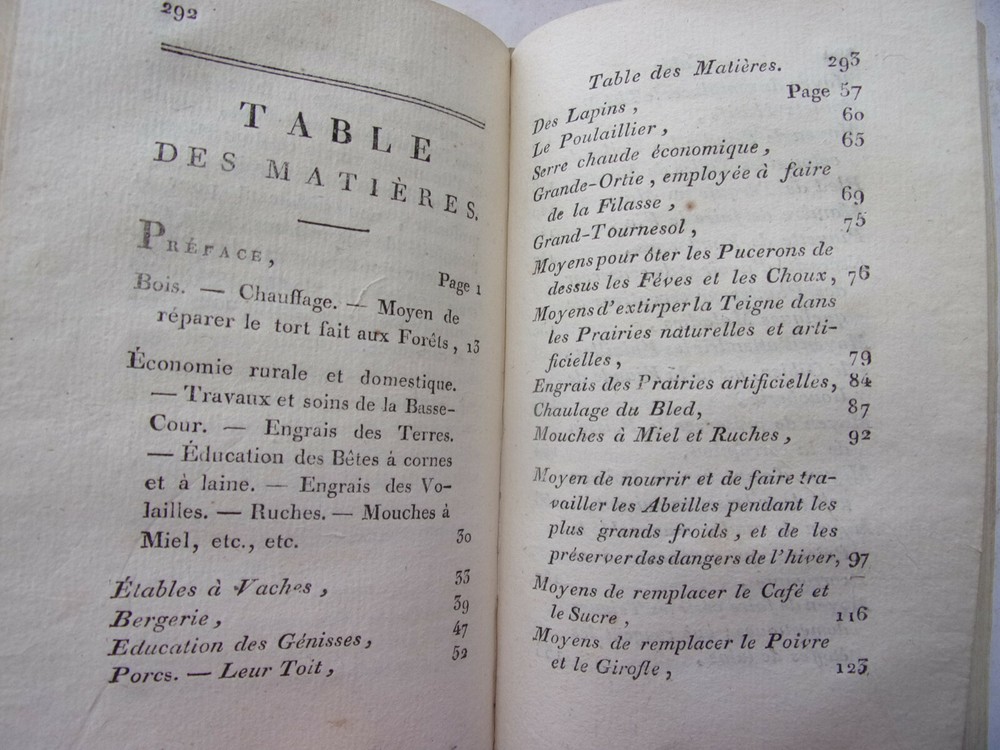 292
TABLE
DES MATIÈRES.
PRÉFACE, Page 1
Bois. — Chauffage. — Moyen de
réparer le tort fait aux Forêts, 13
Économie rurale et domestique.
— Travaux et soins de la Basse-
Cour. — Engrais des Terres.
— Éducation des Bêtes à cornes
et à laine. — Engrais des Vo-
lailles. — Ruches. — Mouches à
Miel, etc., etc. 30
Étables à Vaches, 33
Bergerie, 39
Education des Génisses, 47
Porcs. — Leur Toit, 52
Table des Matières. 293
Des Lapins, Page 57
Le Poulaillier, 60
Serre chaude économique, 65
Grande-Ortie, employée à faire
de la Filasse, 69
Grand-Tournesol, 75
Moyens pour ôter les Pucerons de
dessus les Féves et les Choux, 76
Moyens d'extirper la Teigne dans
les Prairies naturelles et arti-
ficielles, 79
Engrais des Prairies artificielles, 84
Chaulage du Bled, 87
Mouches à Miel et Ruches, 92
Moyen de nourrir et de faire tra-
vailler les Abeilles pendant les
plus grands froids, et de les
préserver des dangers de l'hiver, 97
Moyens de remplacer le Café et
le Sucre, 116
Moyens de remplacer le Poivre
et le Girofle, 123